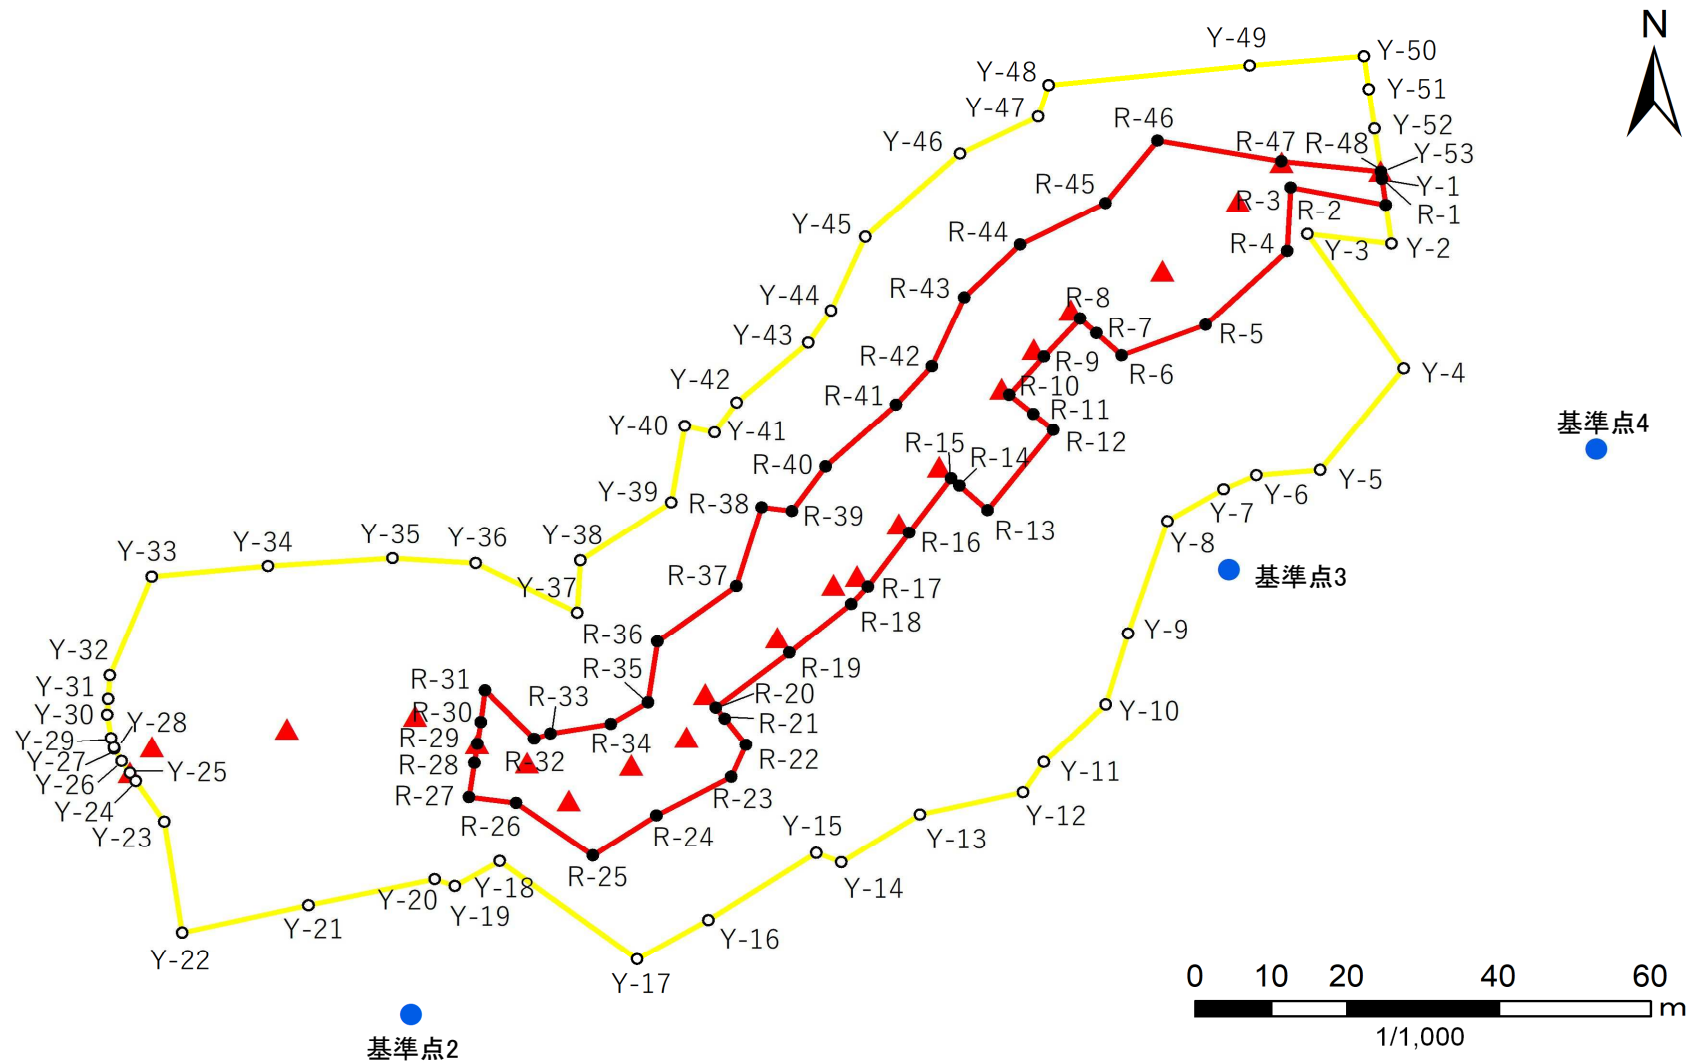 N
Y-50
Y-49
Y-48
Y-51
Y-47
R-46
Y-52
Y-46
R-47
R-48
Y-53
Y-1
R-45
R-3
R-2
R-1
Y-45
R-44
R-4
Y-3
Y-2
R-43
Y-44
R-8
R-7
R-5
Y-43
R-42
R-9
R-6
Y-4
Y-42
R-41
R-10
R-11
R-12
基準点4
Y-40
Y-41
R-15
R-14
R-40
Y-5
Y-39
R-38
R-39
R-13
Y-6
Y-7
Y-8
R-16
Y-33
Y-34
Y-35
Y-36
Y-38
Y-37
R-37
R-17
R-18
基準点3
R-36
R-19
Y-9
Y-32
R-35
R-31
Y-31
R-33
R-20
Y-30
Y-28
R-30
R-21
Y-10
Y-29
R-29
R-34
Y-27
R-28
R-32
R-22
Y-26
Y-25
Y-11
R-27
R-23
Y-24
Y-12
R-26
R-24
Y-23
Y-15
Y-13
R-25
Y-18
Y-14
Y-20
Y-19
Y-21
Y-16
Y-22
Y-17
0 10 20 40 60
m
1/1,000
基準点2